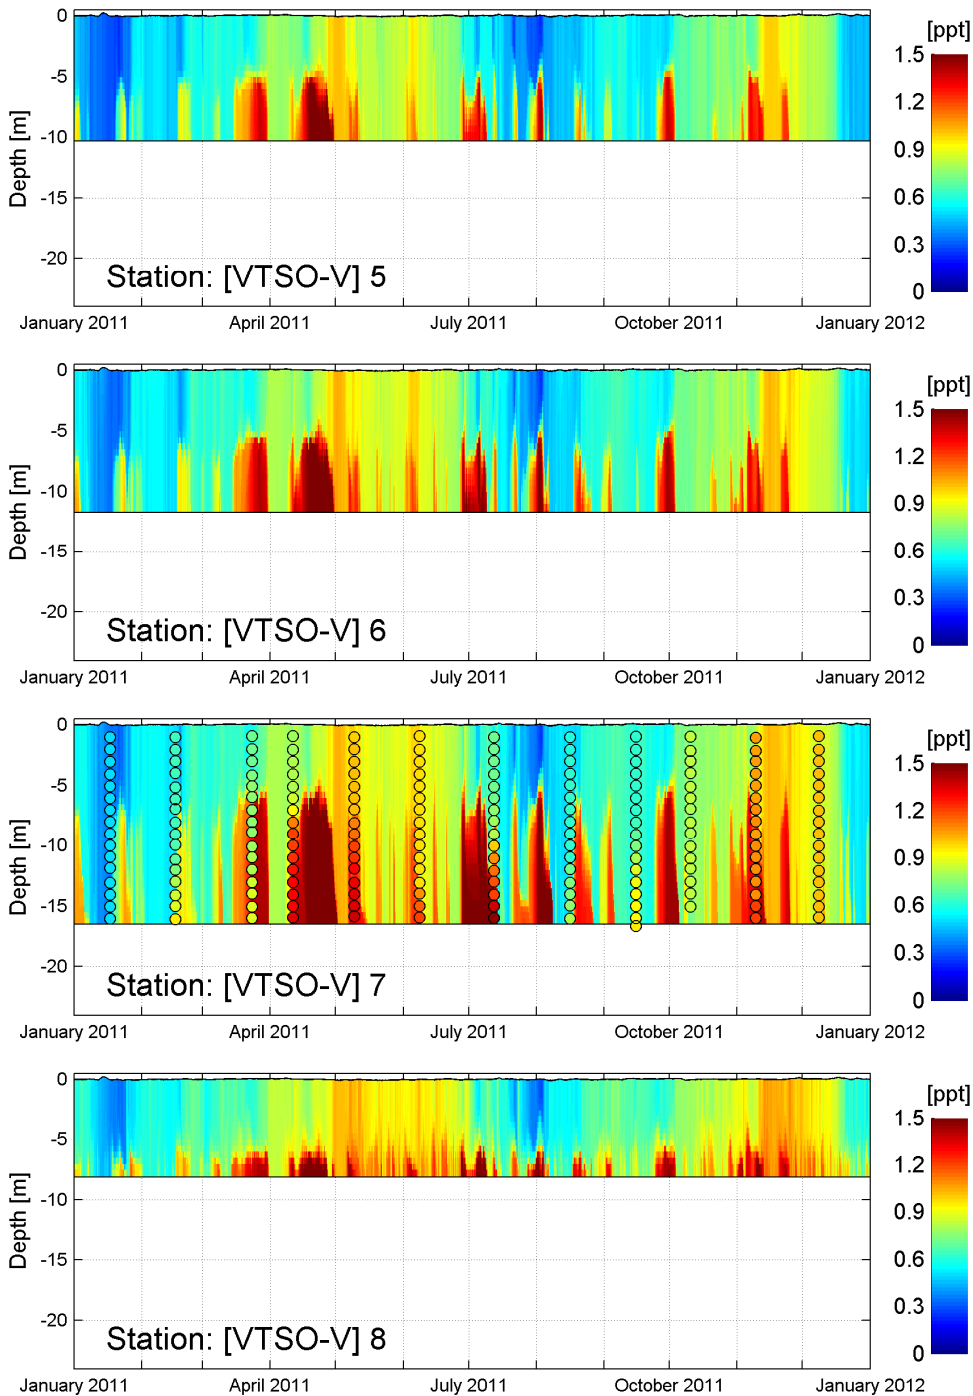 [ppt]
0
-5
-10
-15
-20
Depth [m]
1.5
1.2
0.9
0.6
0.3
0
Station: [VTSO-V] 5
January 2011
April 2011
July 2011
October 2011
January 2012
[ppt]
0
-5
-10
-15
-20
Depth [m]
1.5
1.2
0.9
0.6
0.3
0
Station: [VTSO-V] 6
January 2011
April 2011
July 2011
October 2011
January 2012
[ppt]
0
-5
-10
-15
-20
Depth [m]
1.5
1.2
0.9
0.6
0.3
0
Station: [VTSO-V] 7
January 2011
April 2011
July 2011
October 2011
January 2012
[ppt]
0
-5
-10
-15
-20
Depth [m]
1.5
1.2
0.9
0.6
0.3
0
Station: [VTSO-V] 8
January 2011
April 2011
July 2011
October 2011
January 2012